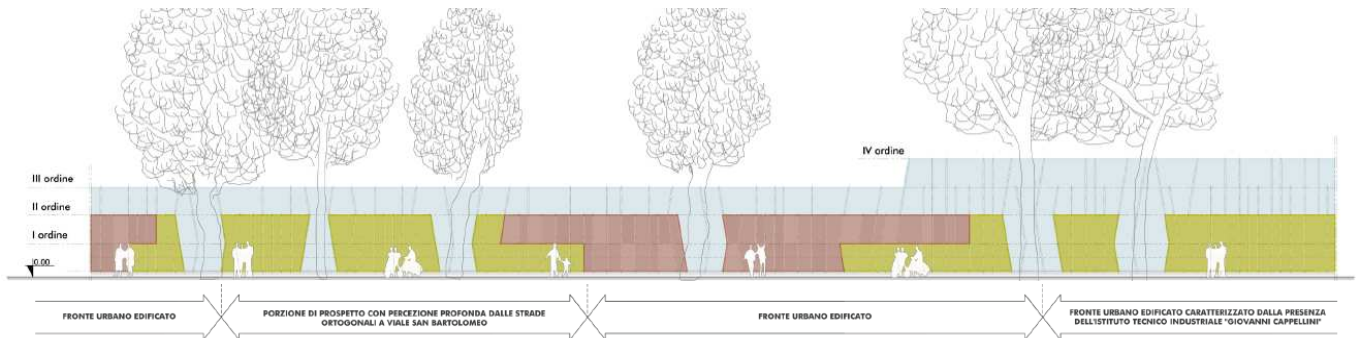 IV ordine
III ordine
II ordine
I ordine
0.00
FRONTE URBANO EDIFICATO
PORZIONE DI PROSPETTO CON PERCEZIONE PROFONDA DALLE STRADE
ORTOGONALI A VIALE SAN BARTOLOMEO
FRONTE URBANO EDIFICATO
FRONTE URBANO EDIFICATO CARATTERIZZATO DALLA PRESENZA
DELL'ISTITUTO TECNICO INDUSTRIALE "GIOVANNI CAPPELLINI"